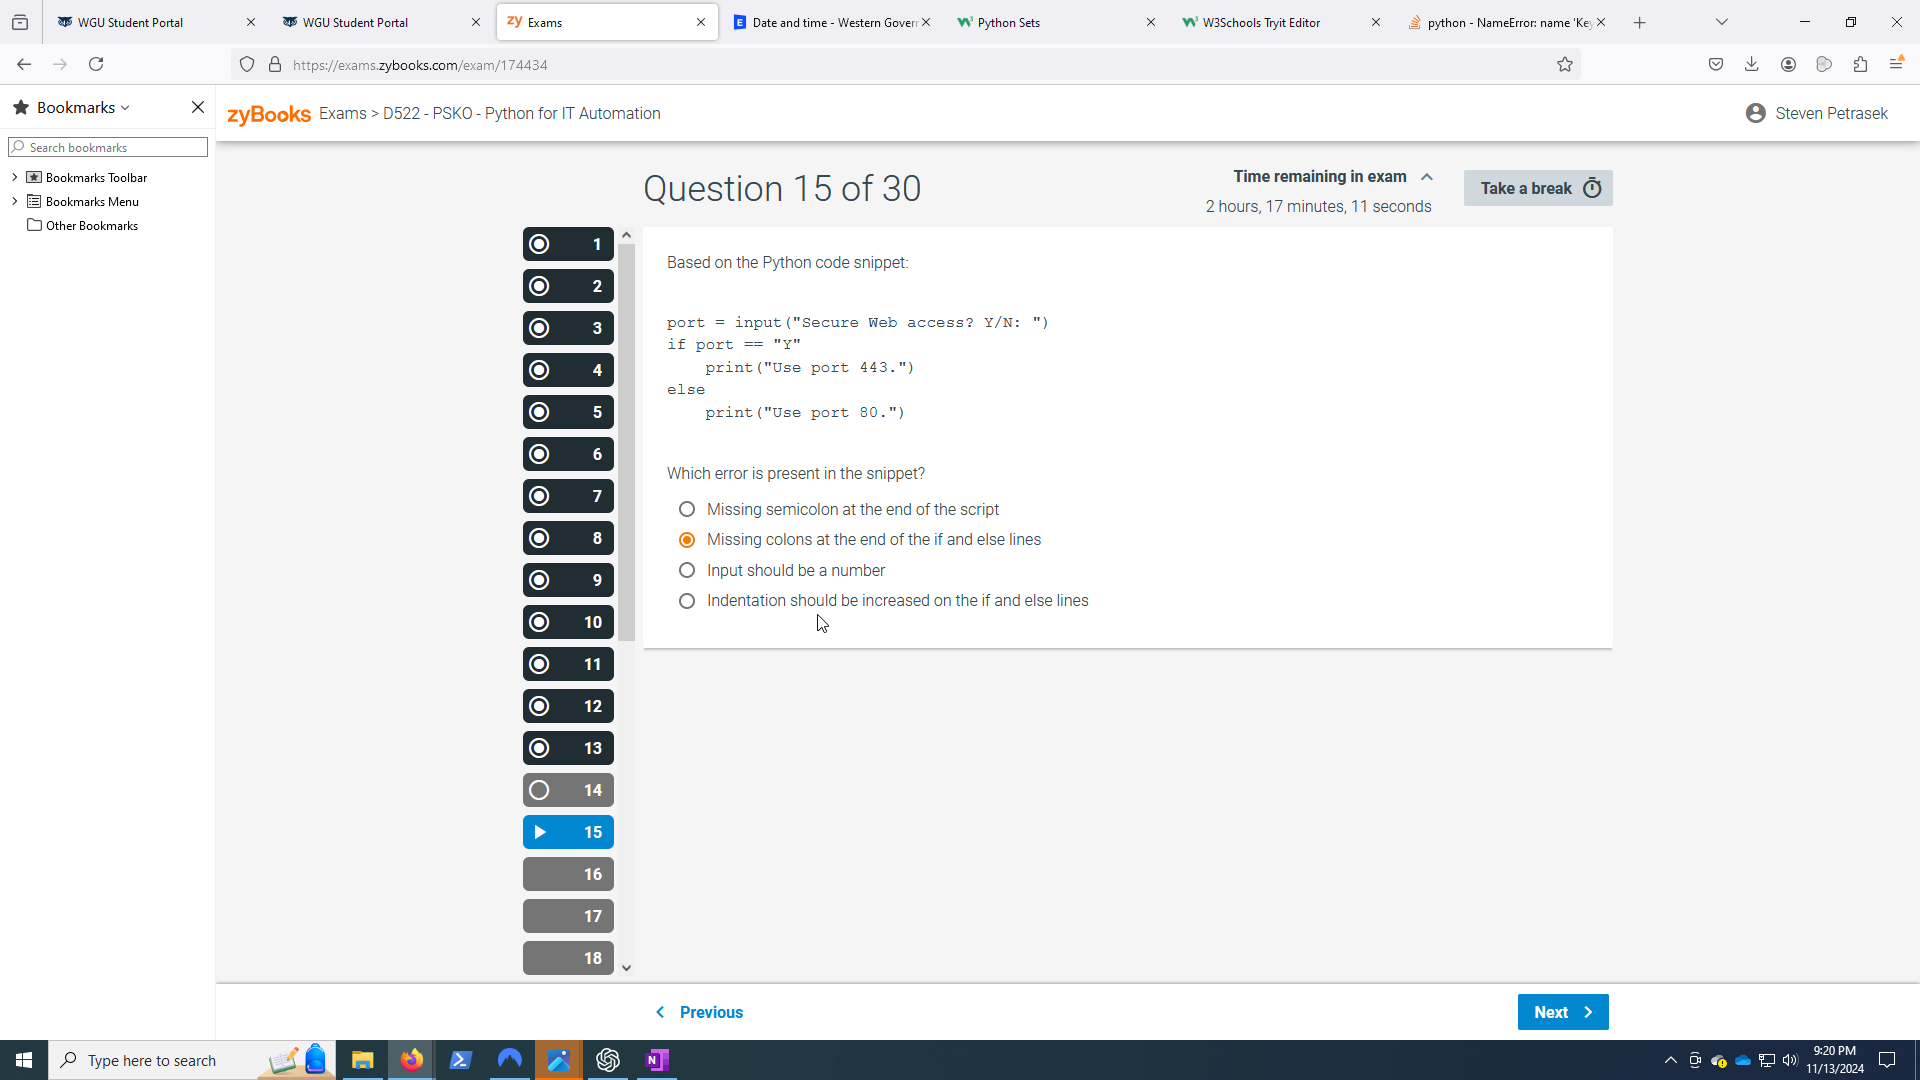 WGU Student Portal
WGU Student Portal
zy Exams
Date and time - Western Gover
Python Sets
W3Schools Tryit Editor
python - NameError: name 'Key
https://exams.zybooks.com/exam/174434
Bookmarks
Search bookmarks
Bookmarks Toolbar
Bookmarks Menu
Other Bookmarks
zyBooks Exams > D522 - PSKO - Python for IT Automation
Steven Petrasek
Question 15 of 30
Time remaining in exam
2 hours, 17 minutes, 11 seconds
Take a break
1
2
3
4
5
6
7
8
9
10
11
12
13
14
15
16
17
18
Based on the Python code snippet:
port = input("Secure Web access? Y/N: ")
if port == "Y"
    print("Use port 443.")
else
    print("Use port 80.")
Which error is present in the snippet?
Missing semicolon at the end of the script
Missing colons at the end of the if and else lines
Input should be a number
Indentation should be increased on the if and else lines
Previous
Next
Type here to search
9:20 PM
11/13/2024